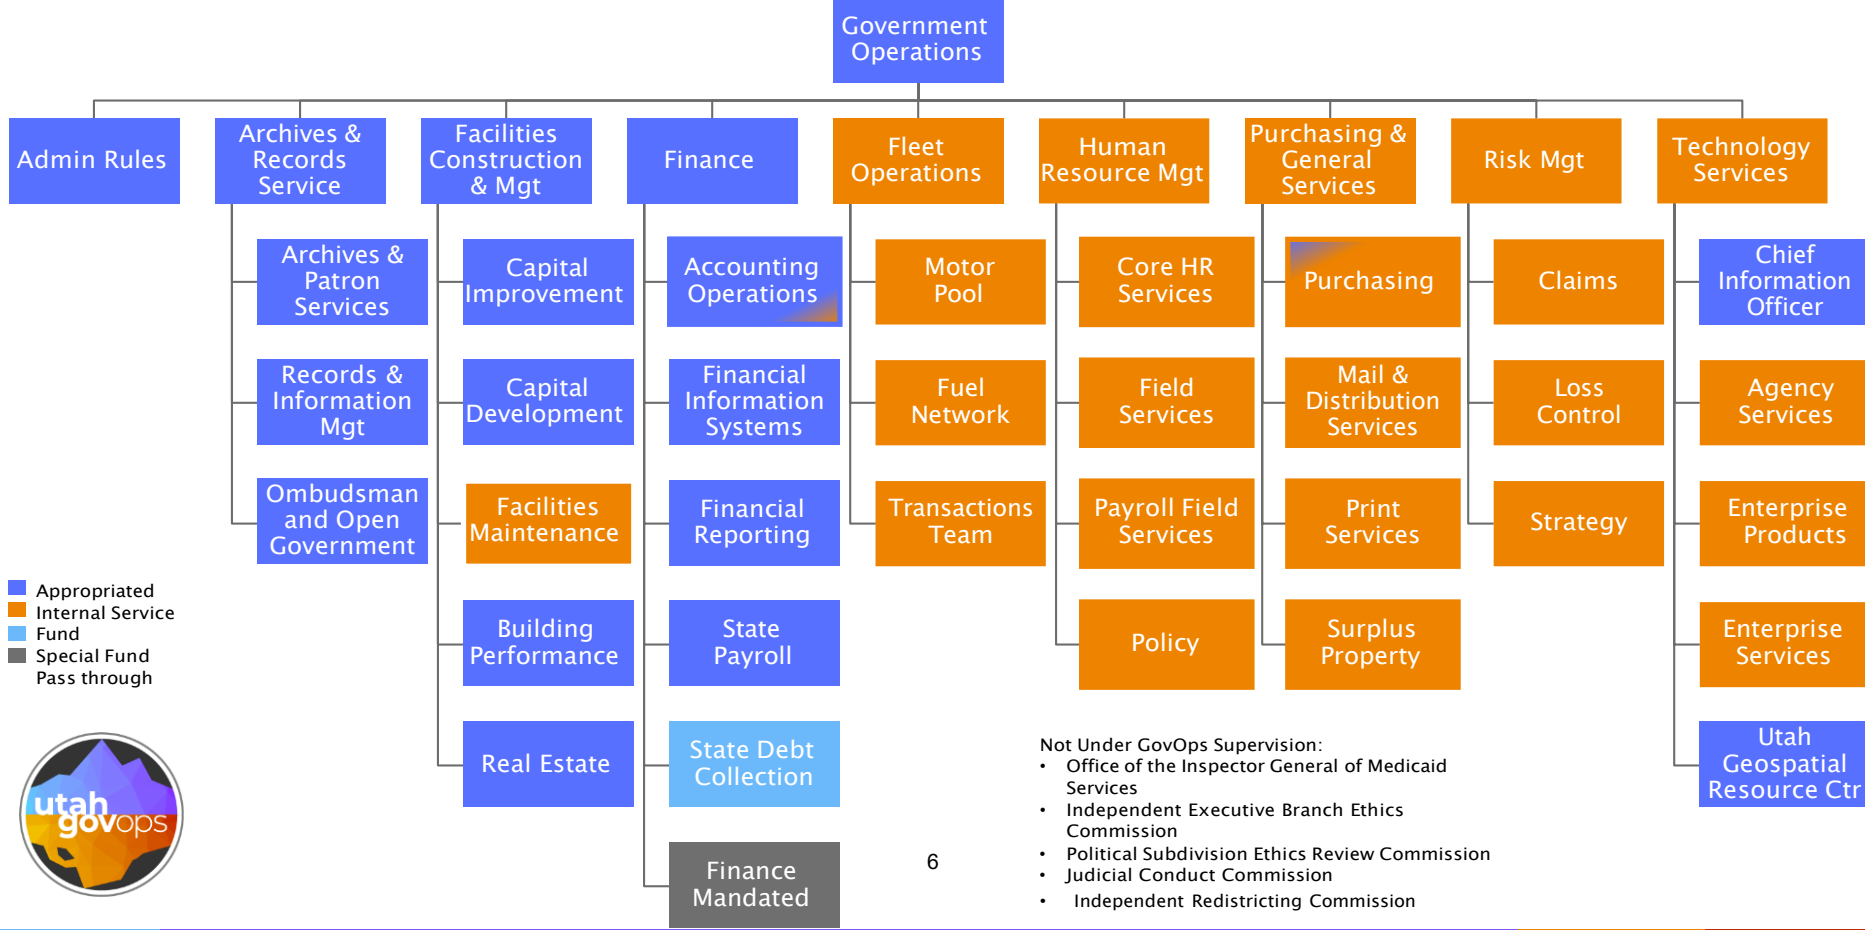 Government
Operations
Admin Rules
Archives &
Records
Service
Facilities
Construction
& Mgt
Finance
Fleet
Operations
Human
Resource Mgt
Purchasing &
General
Services
Risk Mgt
Technology
Services
Archives &
Patron
Services
Records &
Information
Mgt
Ombudsman
and Open
Government
Capital
Improvement
Capital
Development
Facilities
Maintenance
Building
Performance
Real Estate
Accounting
Operations
Financial
Information
Systems
Financial
Reporting
State
Payroll
State Debt
Collection
Finance
Mandated
Motor
Pool
Fuel
Network
Transactions
Team
Core HR
Services
Field
Services
Payroll Field
Services
Policy
Purchasing
Mail &
Distribution
Services
Print
Services
Surplus
Property
Claims
Loss
Control
Strategy
Chief
Information
Officer
Agency
Services
Enterprise
Products
Enterprise
Services
Utah
Geospatial
Resource Ctr
Appropriated
Internal Service
Fund
Special Fund
Pass through
utah
govops
6
Not Under GovOps Supervision:
• Office of the Inspector General of Medicaid
Services
• Independent Executive Branch Ethics
Commission
• Political Subdivision Ethics Review Commission
• Judicial Conduct Commission
• Independent Redistricting Commission